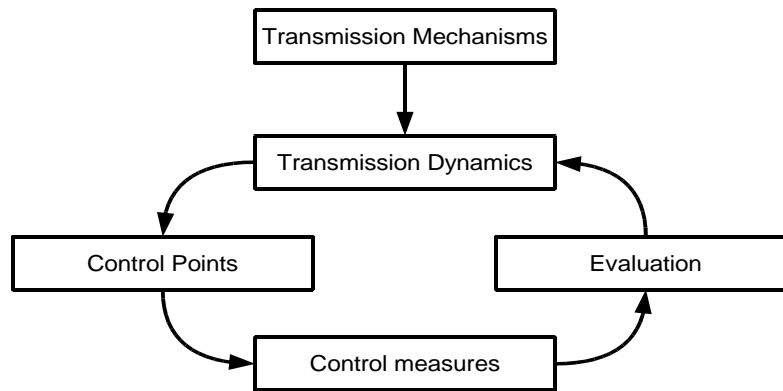 Transmission Mechanisms
Transmission Dynamics
Control Points
Evaluation
Control measures